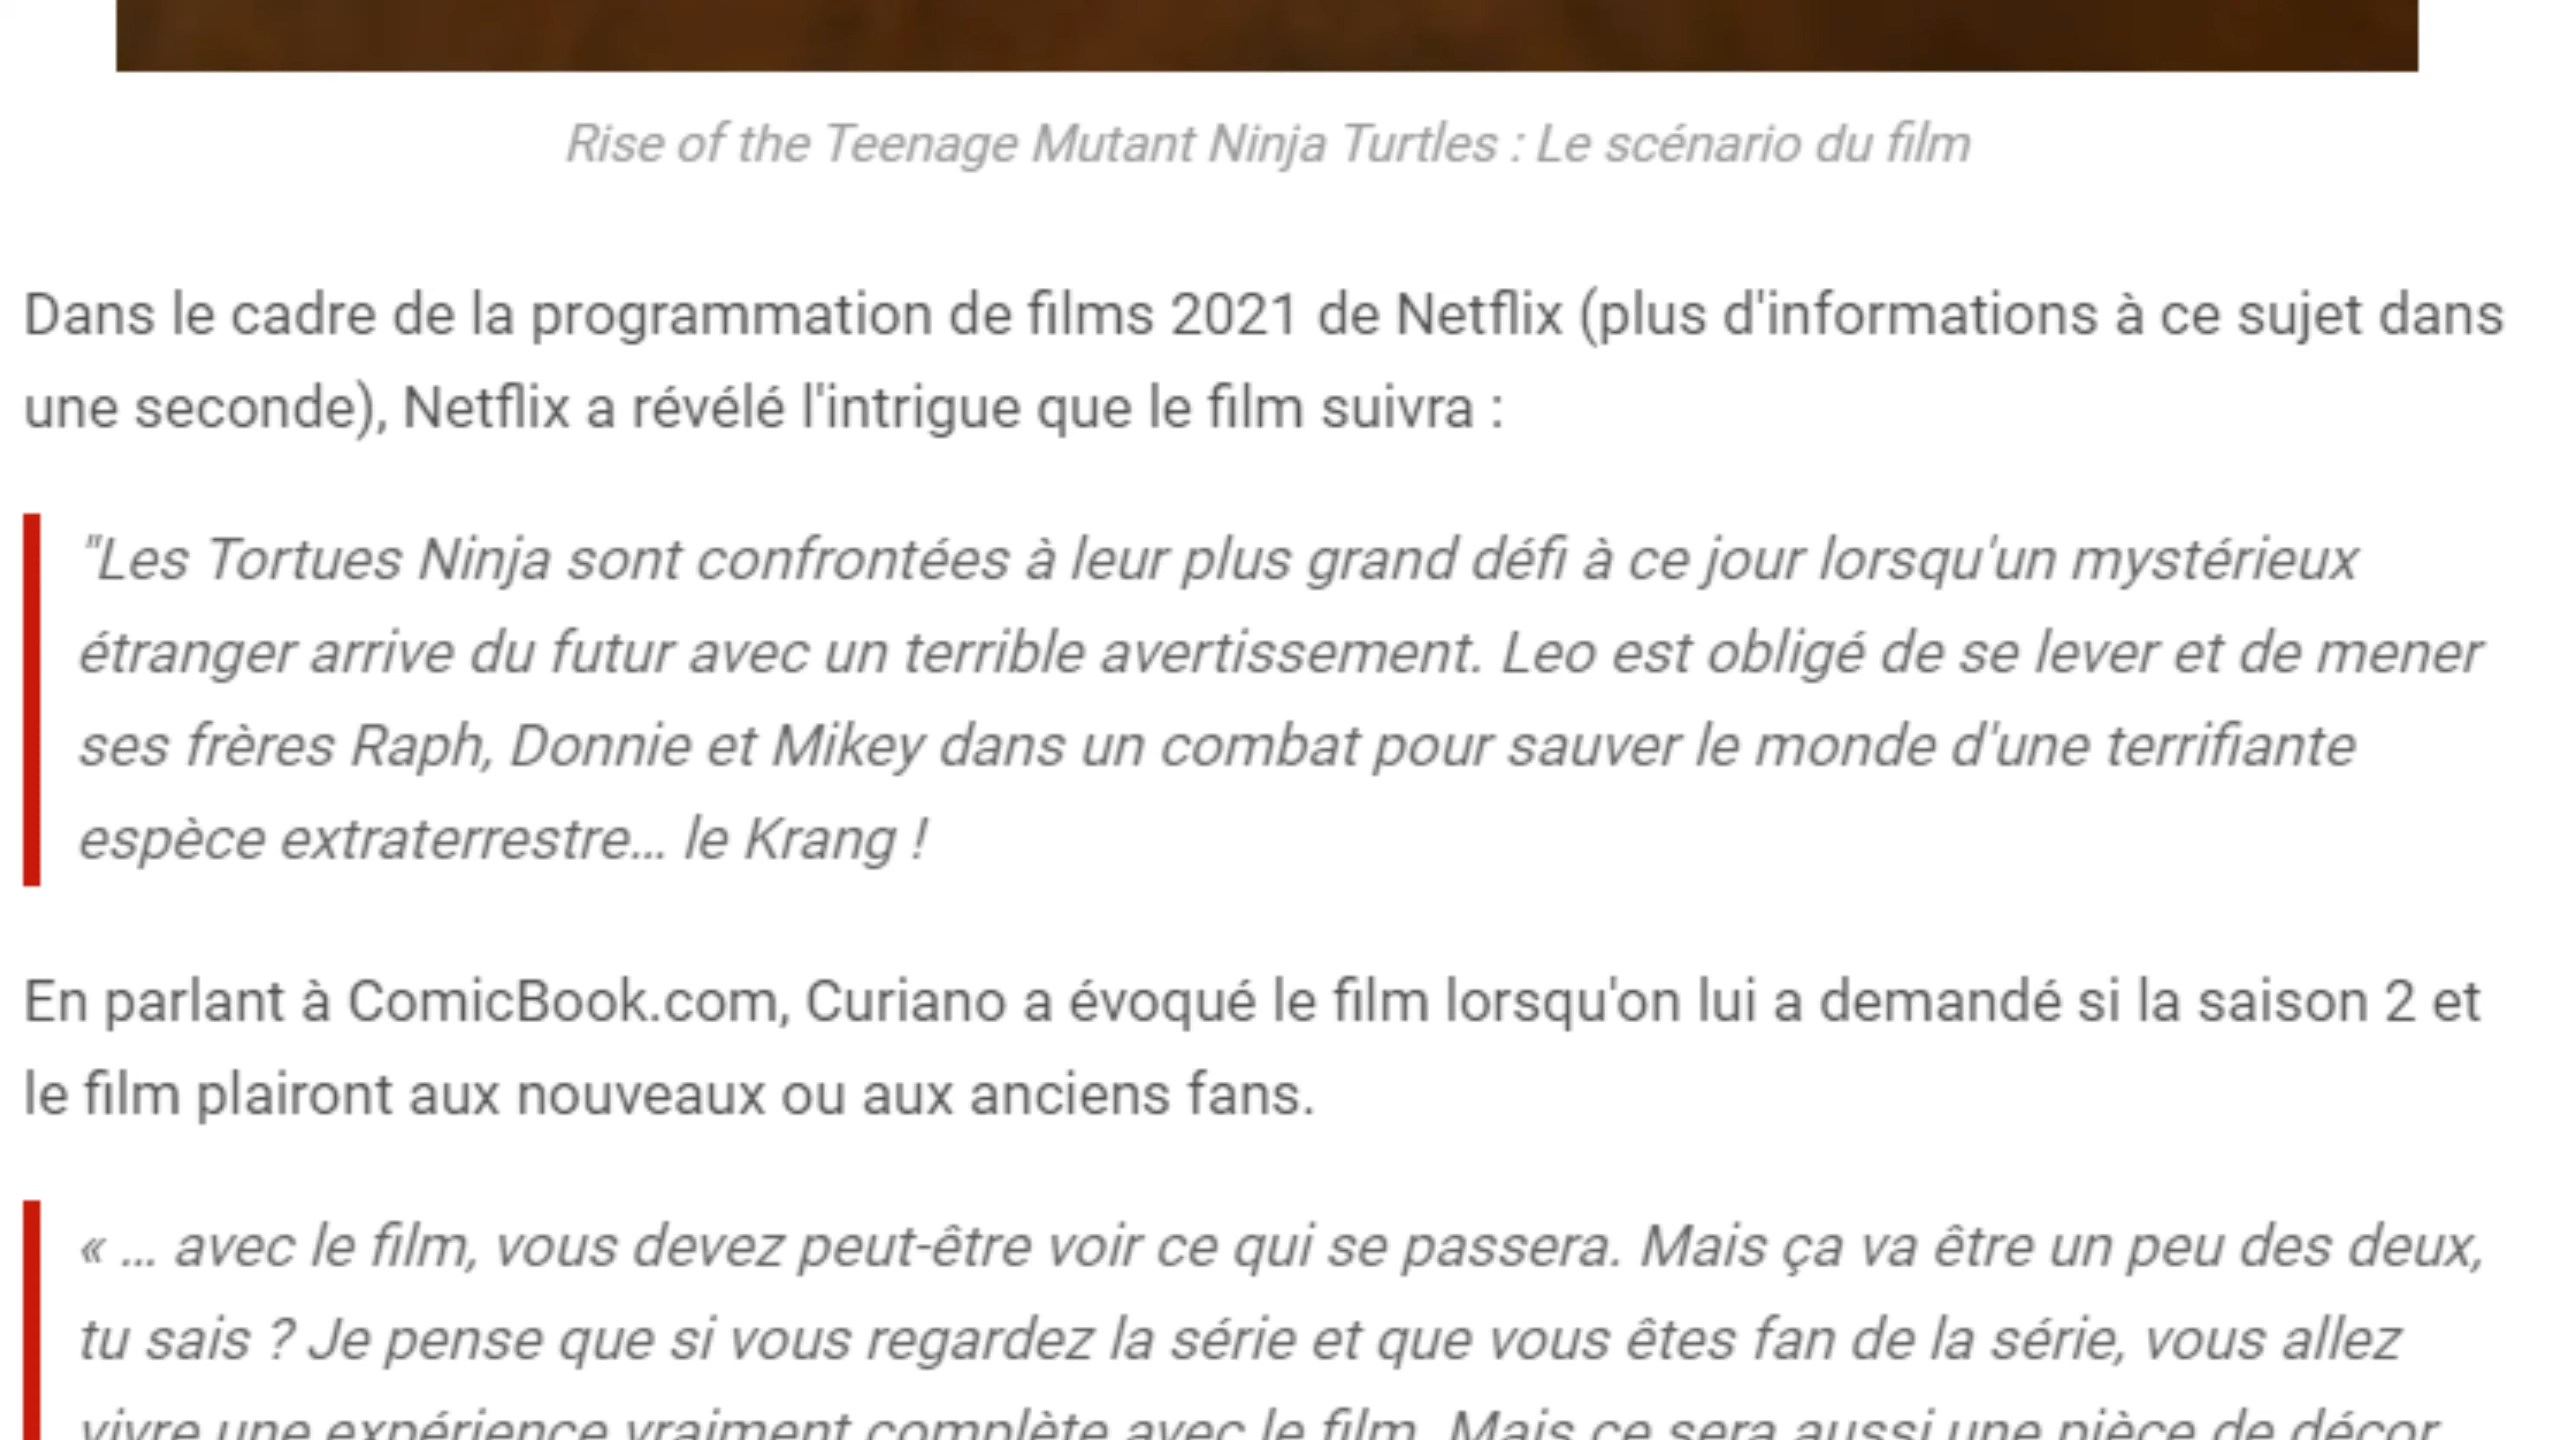 Rise of the Teenage Mutant Ninja Turtles : Le scénario du film
Dans le cadre de la programmation de films 2021 de Netflix (plus d'informations à ce sujet dans
une seconde), Netflix a révélé l'intrigue que le film suivra :
"Les Tortues Ninja sont confrontées à leur plus grand défi à ce jour lorsqu'un mystérieux
étranger arrive du futur avec un terrible avertissement. Leo est obligé de se lever et de mener
ses frères Raph, Donnie et Mikey dans un combat pour sauver le monde d'une terrifiante
espèce extraterrestre... le Krang !
En parlant à ComicBook.com, Curiano a évoqué le film lorsqu'on lui a demandé si la saison 2 et
le film plairont aux nouveaux ou aux anciens fans.
« ... avec le film, vous devez peut-être voir ce qui se passera. Mais ça va être un peu des deux,
tu sais ? Je pense que si vous regardez la série et que vous êtes fan de la série, vous allez
vivre une expérience vraiment complète avec le film. Mais ce sera aussi une pièce de décor